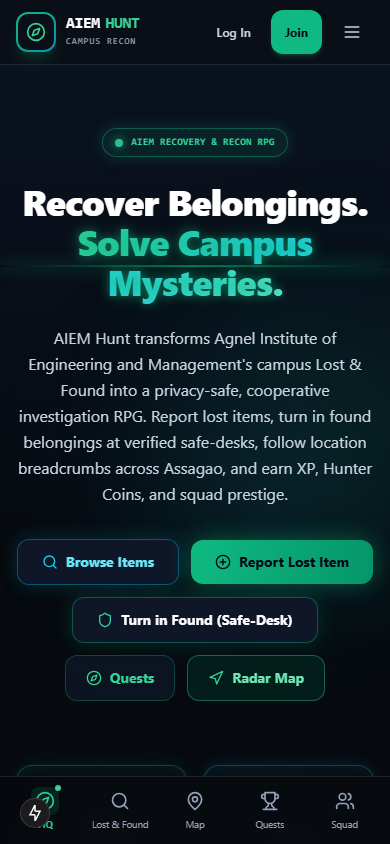 AIEM HUNT
CAMPUS RECON
Log In
Join
AIEM RECOVERY & RECON RPG
Recover Belongings.
Solve Campus
Mysteries.
AIEM Hunt transforms Agnel Institute of
Engineering and Management's campus Lost &
Found into a privacy-safe, cooperative
investigation RPG. Report lost items, turn in found
belongings at verified safe-desks, follow location
breadcrumbs across Assagao, and earn XP, Hunter
Coins, and squad prestige.
Browse Items
Report Lost Item
Turn in Found (Safe-Desk)
Quests
Radar Map
Lost & Found
Map
Quests
Squad